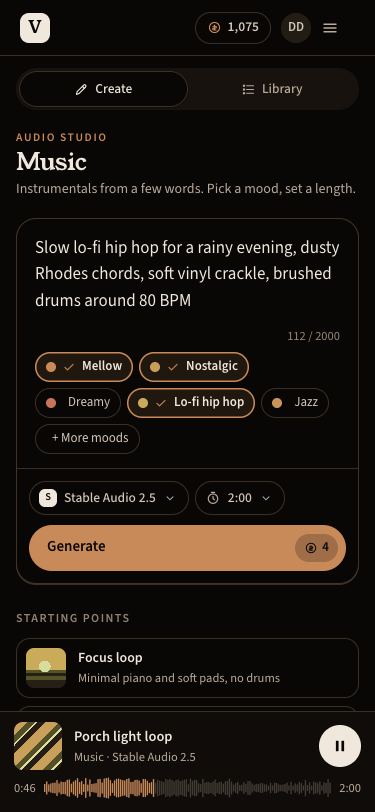 V
1,075
DD
Create
Library
AUDIO STUDIO
Music
Instrumentals from a few words. Pick a mood, set a length.
Slow lo-fi hip hop for a rainy evening, dusty
Rhodes chords, soft vinyl crackle, brushed
drums around 80 BPM
112 / 2000
Mellow
Nostalgic
Dreamy
Lo-fi hip hop
Jazz
+ More moods
S
Stable Audio 2.5
2:00
Generate
4
STARTING POINTS
Focus loop
Minimal piano and soft pads, no drums
Porch light loop
Music · Stable Audio 2.5
0:46
2:00